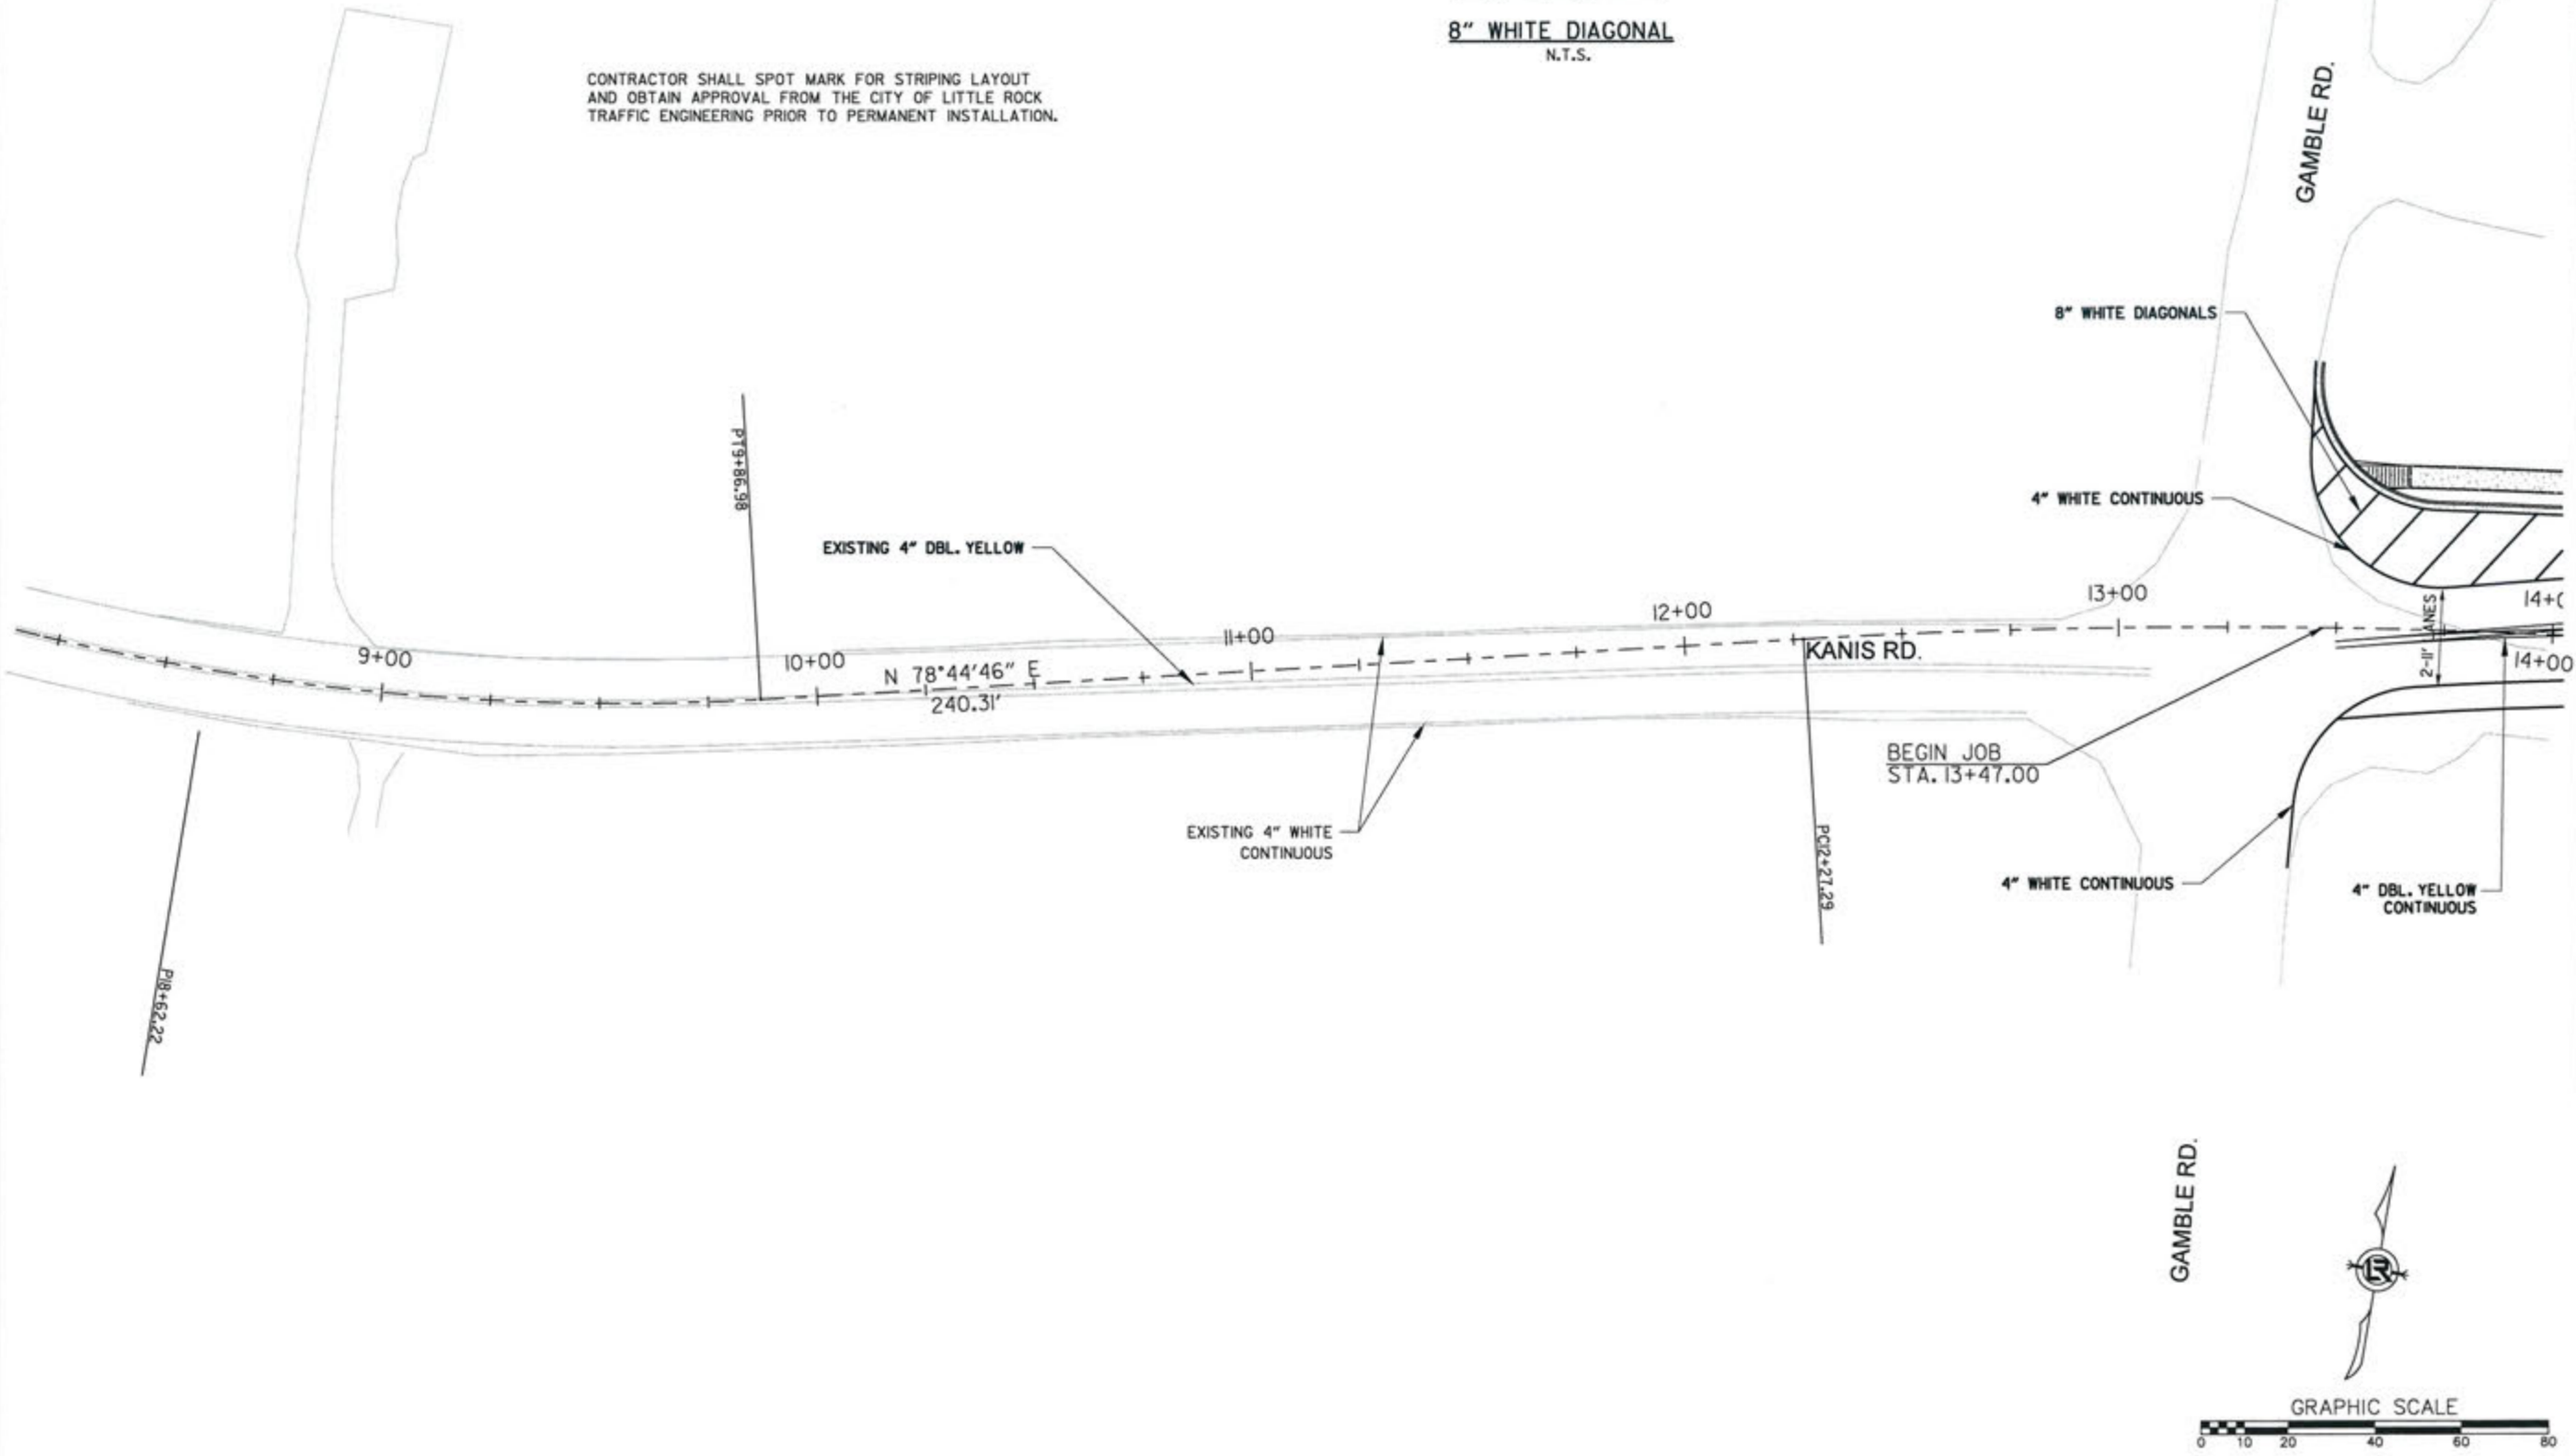 8" WHITE DIAGONAL
N.T.S.
CONTRACTOR SHALL SPOT MARK FOR STRIPING LAYOUT
AND OBTAIN APPROVAL FROM THE CITY OF LITTLE ROCK
TRAFFIC ENGINEERING PRIOR TO PERMANENT INSTALLATION.
GAMBLE RD.
8" WHITE DIAGONALS
4" WHITE CONTINUOUS
PT9+86.98
EXISTING 4" DBL. YELLOW
9+00
10+00
11+00
12+00
13+00
14+0
2-11' LANES
14+00
KANIS RD.
N 78°44'46" E
240.31'
BEGIN JOB
STA. 13+47.00
EXISTING 4" WHITE
CONTINUOUS
PC12+27.29
4" WHITE CONTINUOUS
4" DBL. YELLOW
CONTINUOUS
PI8+62.22
GAMBLE RD.
LR
GRAPHIC SCALE
0 10 20 40 60 80